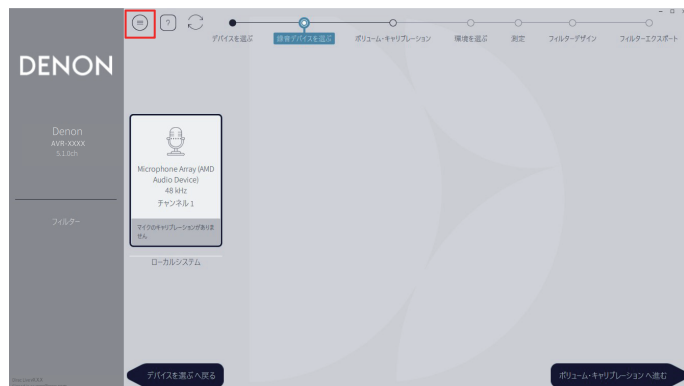 ?
デバイスを選ぶ
録音デバイスを選ぶ
ボリューム・キャリブレーション
環境を選ぶ
測定
フィルターデザイン
フィルターエクスポート
DENON
Denon
AVR-XXXX
5.1.0ch
フィルター
Microphone Array (AMD
Audio Device)
48 kHz
チャンネル 1
マイクのキャリブレーションがありま
せん
ローカルシステム
デバイスを選ぶへ戻る
ボリューム・キャリブレーションへ進む